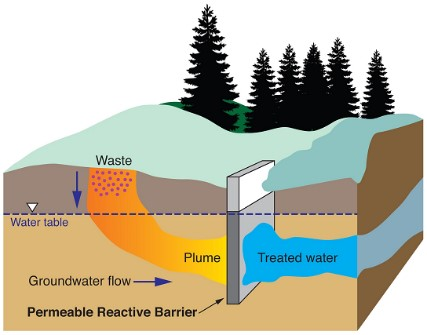 Waste
Water table
Plume
Treated water
Groundwater flow
Permeable Reactive Barrier